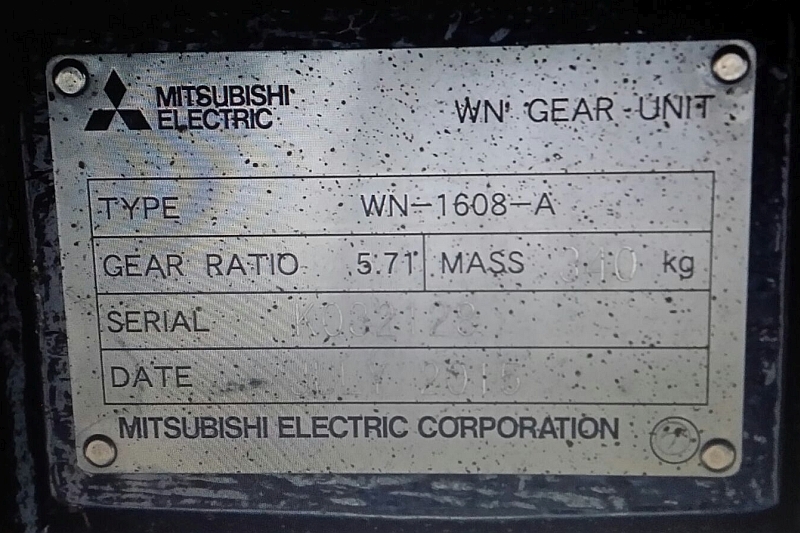 MITSUBISHI
ELECTRIC
WN GEAR UNIT
TYPE WN-1608-A
GEAR RATIO 5.71 MASS 310 kg
SERIAL
DATE
MITSUBISHI ELECTRIC CORPORATION